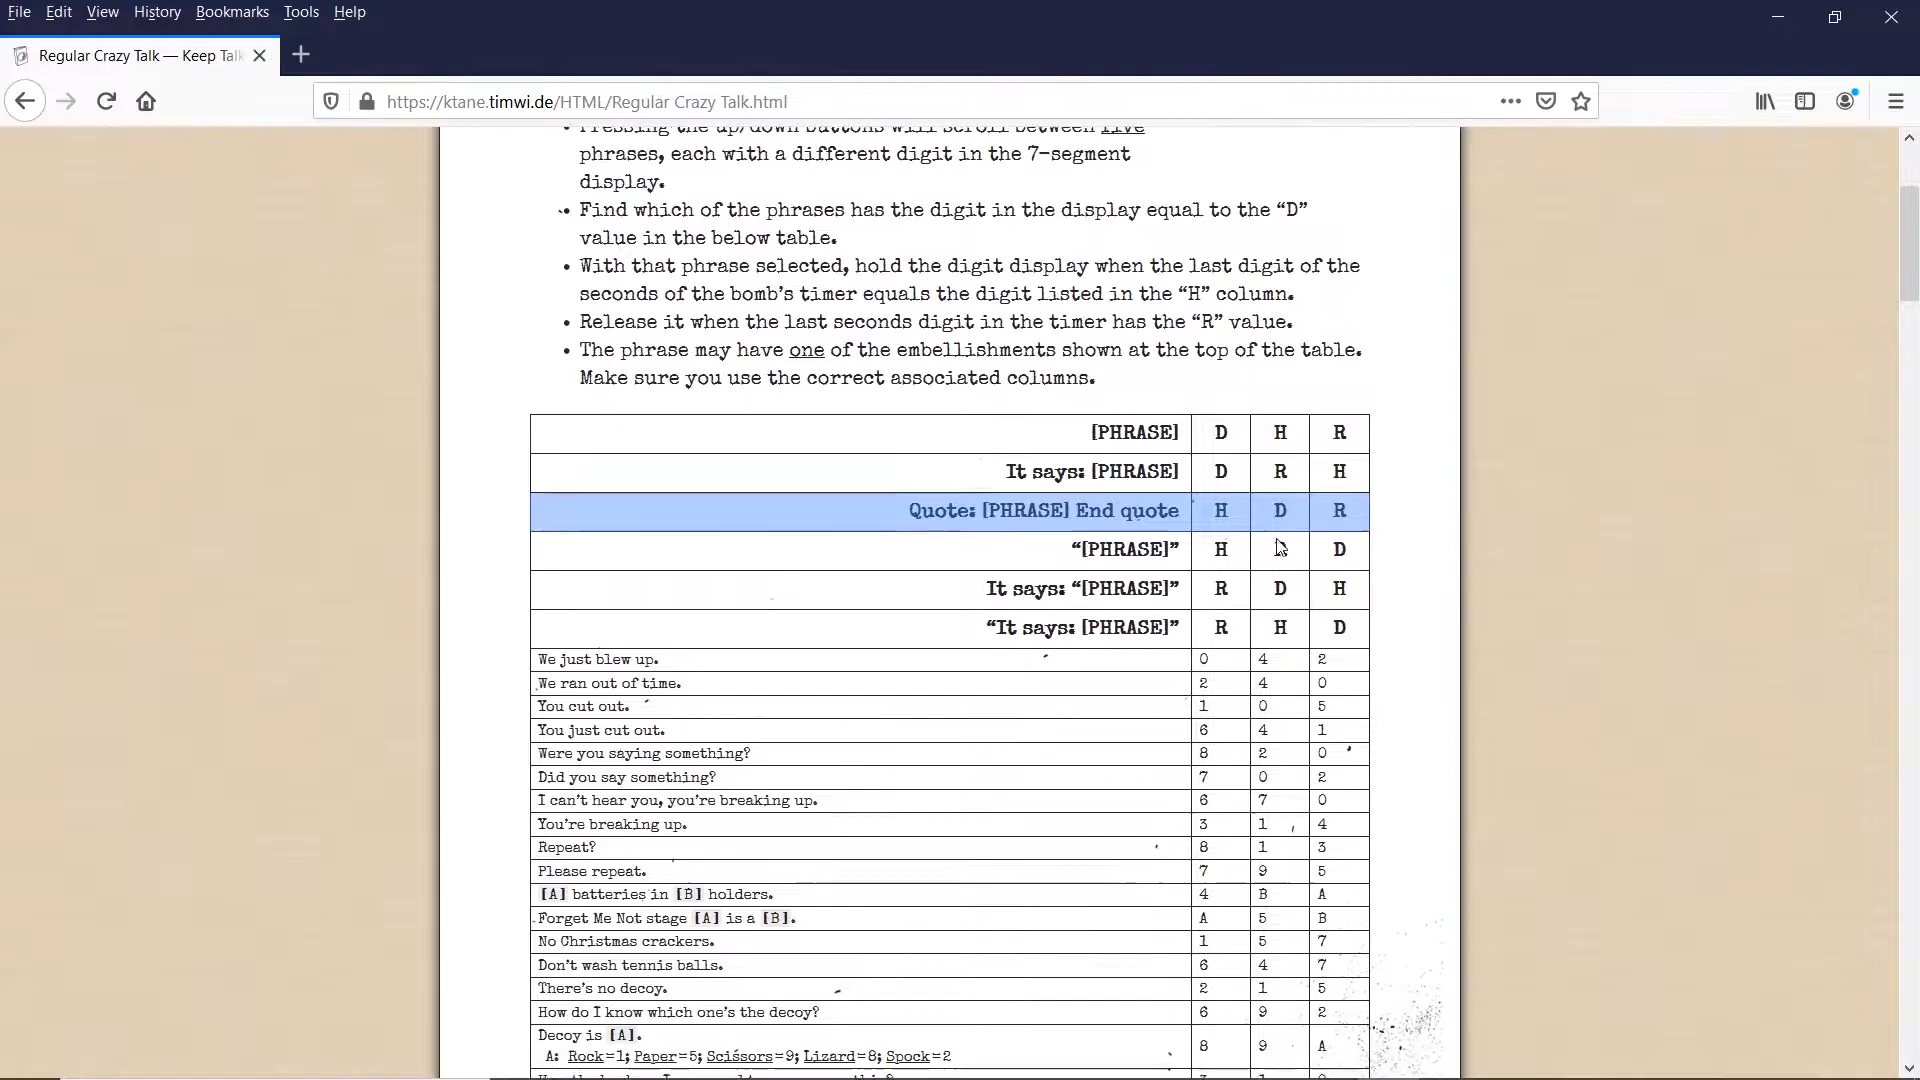 File Edit View History Bookmarks Tools Help
Regular Crazy Talk — Keep Talk
https://ktane.timwi.de/HTML/Regular Crazy Talk.html
• Pressing the up/down buttons will scroll between five
phrases, each with a different digit in the 7-segment
display.
• Find which of the phrases has the digit in the display equal to the “D”
value in the below table.
• With that phrase selected, hold the digit display when the last digit of the
seconds of the bomb’s timer equals the digit listed in the “H” column.
• Release it when the last seconds digit in the timer has the “R” value.
• The phrase may have one of the embellishments shown at the top of the table.
Make sure you use the correct associated columns.
[PHRASE] D H R
It says: [PHRASE] D R H
Quote: [PHRASE] End quote H D R
“[PHRASE]” H D
It says: “[PHRASE]” R D H
“It says: [PHRASE]” R H D
We just blew up. 0 4 2
We ran out of time. 2 4 0
You cut out. 1 0 5
You just cut out. 6 4 1
Were you saying something? 8 2 0
Did you say something? 7 0 2
I can’t hear you, you’re breaking up. 6 7 0
You’re breaking up. 3 1 4
Repeat? 8 1 3
Please repeat. 7 9 5
[A] batteries in [B] holders. 4 B A
Forget Me Not stage [A] is a [B]. A 5 B
No Christmas crackers. 1 5 7
Don’t wash tennis balls. 6 4 7
There’s no decoy. 2 1 5
How do I know which one’s the decoy? 6 9 2
Decoy is [A]. 8 9 A
A: Rock=1; Paper=5; Scissors=9; Lizard=8; Spock=2